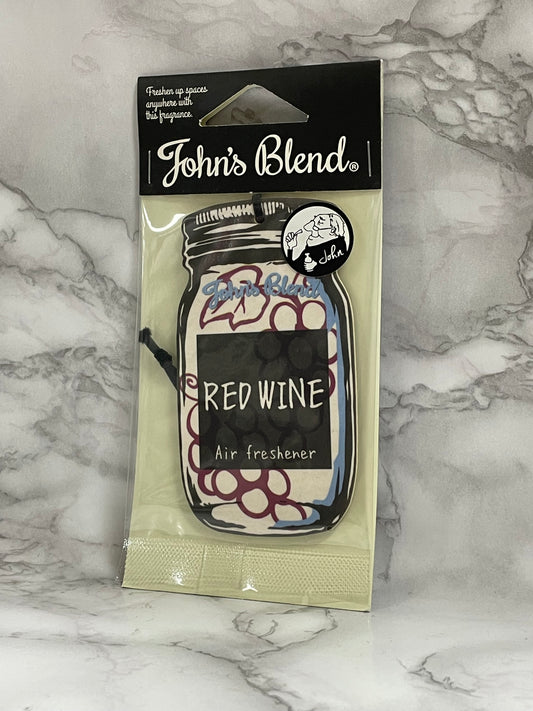 Freshen up spaces
anywhere with
this fragrance.
John's Blend®
John
John's Blend
RED WINE
Air freshener